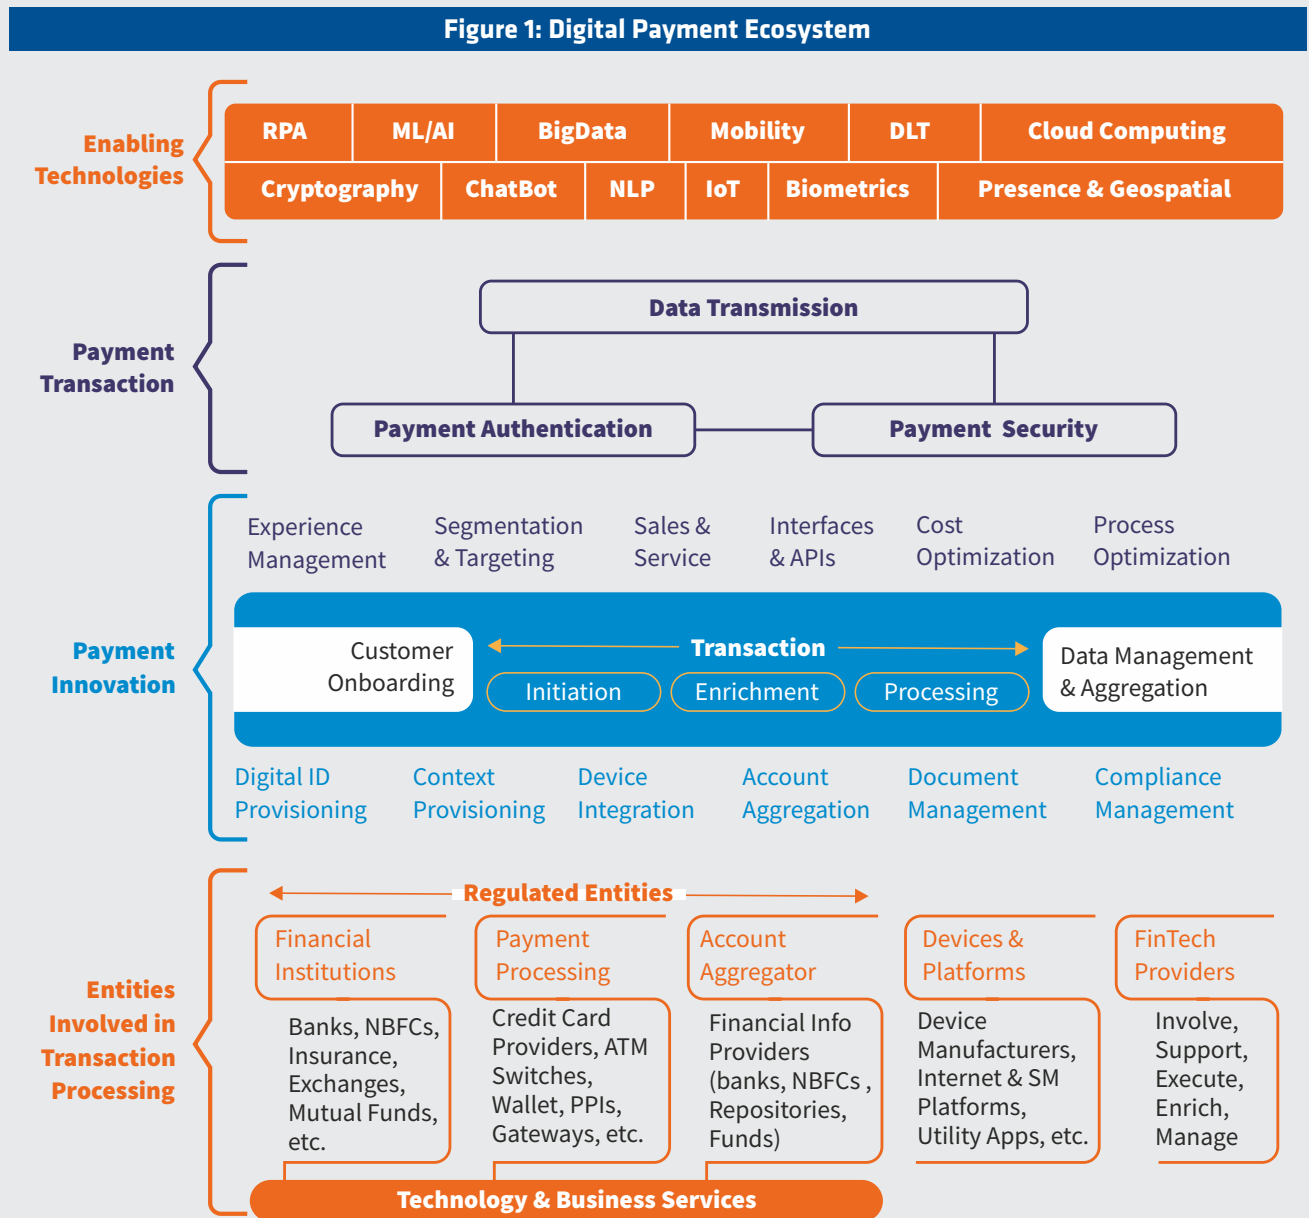 Figure 1: Digital Payment Ecosystem
Enabling
Technologies
RPA
ML/AI
BigData
Mobility
DLT
Cloud Computing
Cryptography
ChatBot
NLP
IoT
Biometrics
Presence & Geospatial
Payment
Transaction
Data Transmission
Payment Authentication
Payment Security
Payment
Innovation
Experience
Management
Segmentation
& Targeting
Sales &
Service
Interfaces
& APIs
Cost
Optimization
Process
Optimization
Customer
Onboarding
Transaction
Initiation
Enrichment
Processing
Data Management
& Aggregation
Digital ID
Provisioning
Context
Provisioning
Device
Integration
Account
Aggregation
Document
Management
Compliance
Management
Entities
Involved in
Transaction
Processing
Regulated Entities
Financial
Institutions
Banks, NBFCs,
Insurance,
Exchanges,
Mutual Funds,
etc.
Payment
Processing
Credit Card
Providers, ATM
Switches,
Wallet, PPIs,
Gateways, etc.
Account
Aggregator
Financial Info
Providers
(banks, NBFCs ,
Repositories,
Funds)
Devices &
Platforms
Device
Manufacturers,
Internet & SM
Platforms,
Utility Apps, etc.
FinTech
Providers
Involve,
Support,
Execute,
Enrich,
Manage
Technology & Business Services